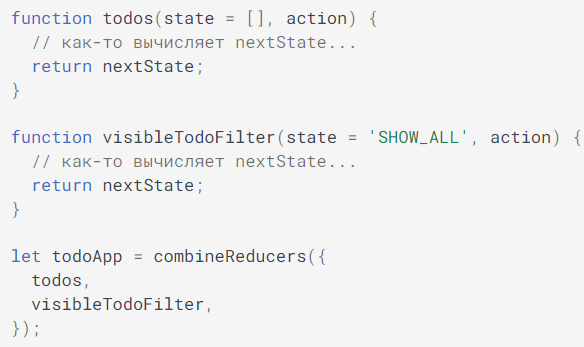 function todos(state = [], action) {
  // как-то вычисляет nextState...
  return nextState;
}

function visibleTodoFilter(state = 'SHOW_ALL', action) {
  // как-то вычисляет nextState...
  return nextState;
}

let todoApp = combineReducers({
  todos,
  visibleTodoFilter,
});